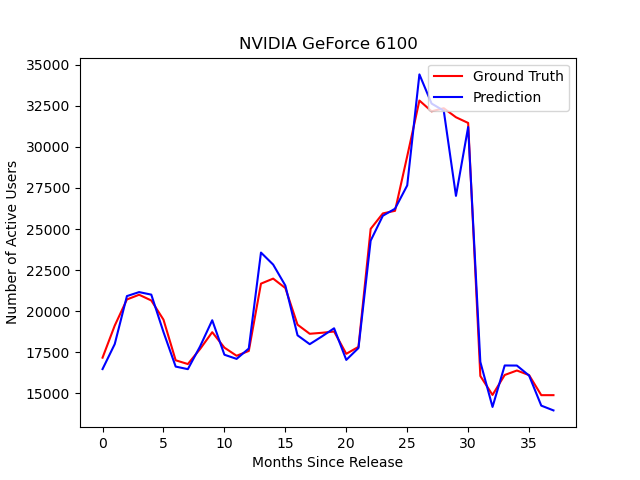 NVIDIA GeForce 6100
Ground Truth
Prediction
Number of Active Users
35000
32500
30000
27500
25000
22500
20000
17500
15000
0 5 10 15 20 25 30 35
Months Since Release